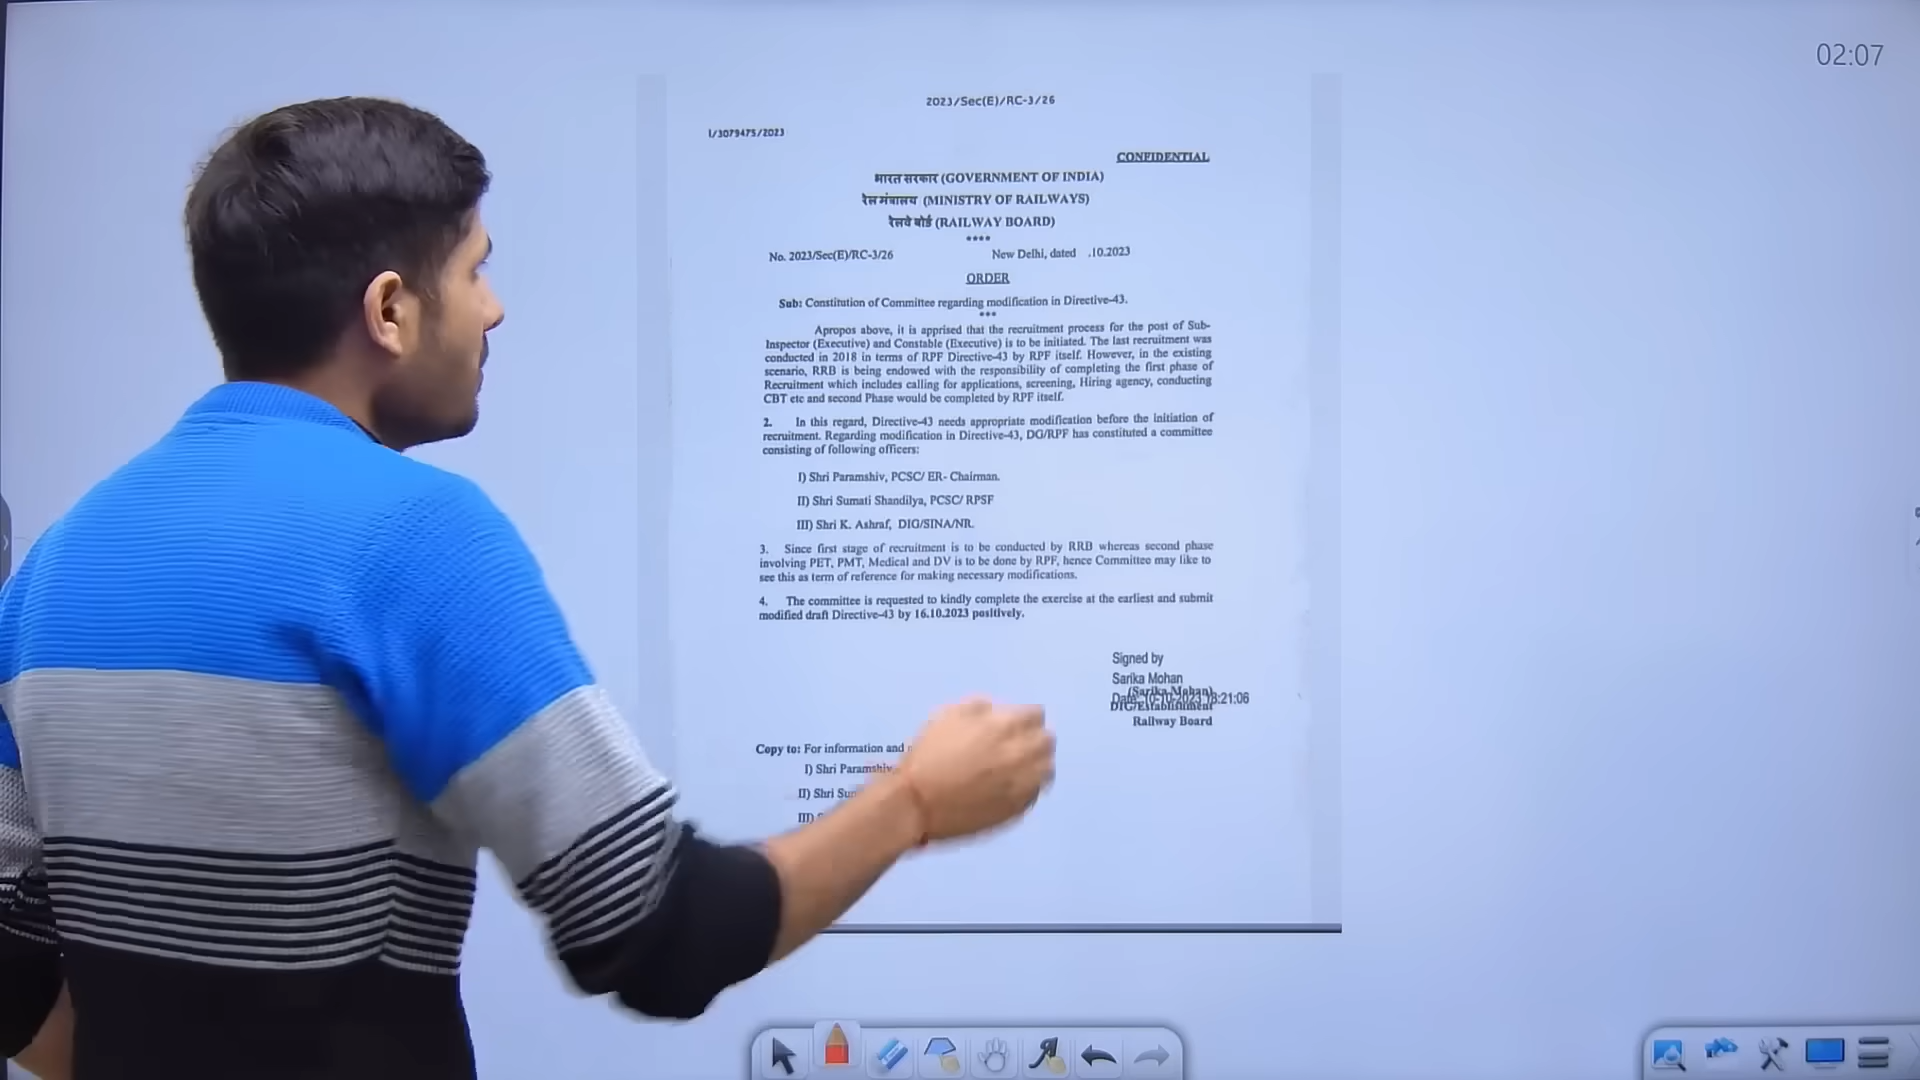 02:07
2023/Sec(E)/RC-3/26
I/3079475/2023
CONFIDENTIAL
भारत सरकार (GOVERNMENT OF INDIA)
रेल मंत्रालय (MINISTRY OF RAILWAYS)
रेलवे बोर्ड (RAILWAY BOARD)
****
No. 2023/Sec(E)/RC-3/26 New Delhi, dated .10.2023
ORDER
Sub: Constitution of Committee regarding modification in Directive-43.
***
Apropos above, it is apprised that the recruitment process for the post of Sub-
Inspector (Executive) and Constable (Executive) is to be initiated. The last recruitment was
conducted in 2018 in terms of RPF Directive-43 by RPF itself. However, in the existing
scenario, RRB is being endowed with the responsibility of completing the first phase of
Recruitment which includes calling for applications, screening, Hiring agency, conducting
CBT etc and second Phase would be completed by RPF itself.
2. In this regard, Directive-43 needs appropriate modification before the initiation of
recruitment. Regarding modification in Directive-43, DG/RPF has constituted a committee
consisting of following officers:
I) Shri Paramshiv, PCSC/ ER- Chairman.
II) Shri Sumati Shandilya, PCSC/ RPSF
III) Shri K. Ashraf, DIG/SINA/NR.
3. Since first stage of recruitment is to be conducted by RRB whereas second phase
involving PET, PMT, Medical and DV is to be done by RPF, hence Committee may like to
see this as term of reference for making necessary modifications.
4. The committee is requested to kindly complete the exercise at the earliest and submit
modified draft Directive-43 by 16.10.2023 positively.
Signed by
Sarika Mohan
(Sarika Mohan)
Date: 10-10-2023 18:21:06
DIG/Establishment
Railway Board
Copy to: For information and
I) Shri Paramshiv
II) Shri
III)